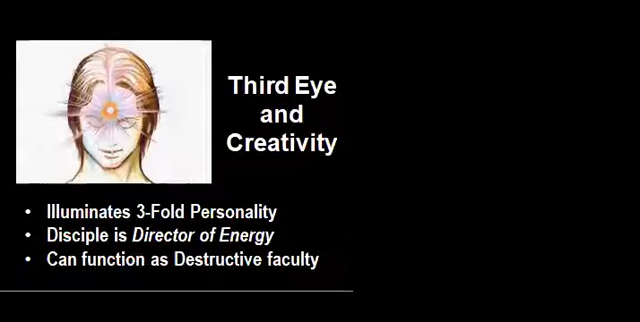 Third Eye
and
Creativity
• Illuminates 3-Fold Personality
• Disciple is Director of Energy
• Can function as Destructive faculty